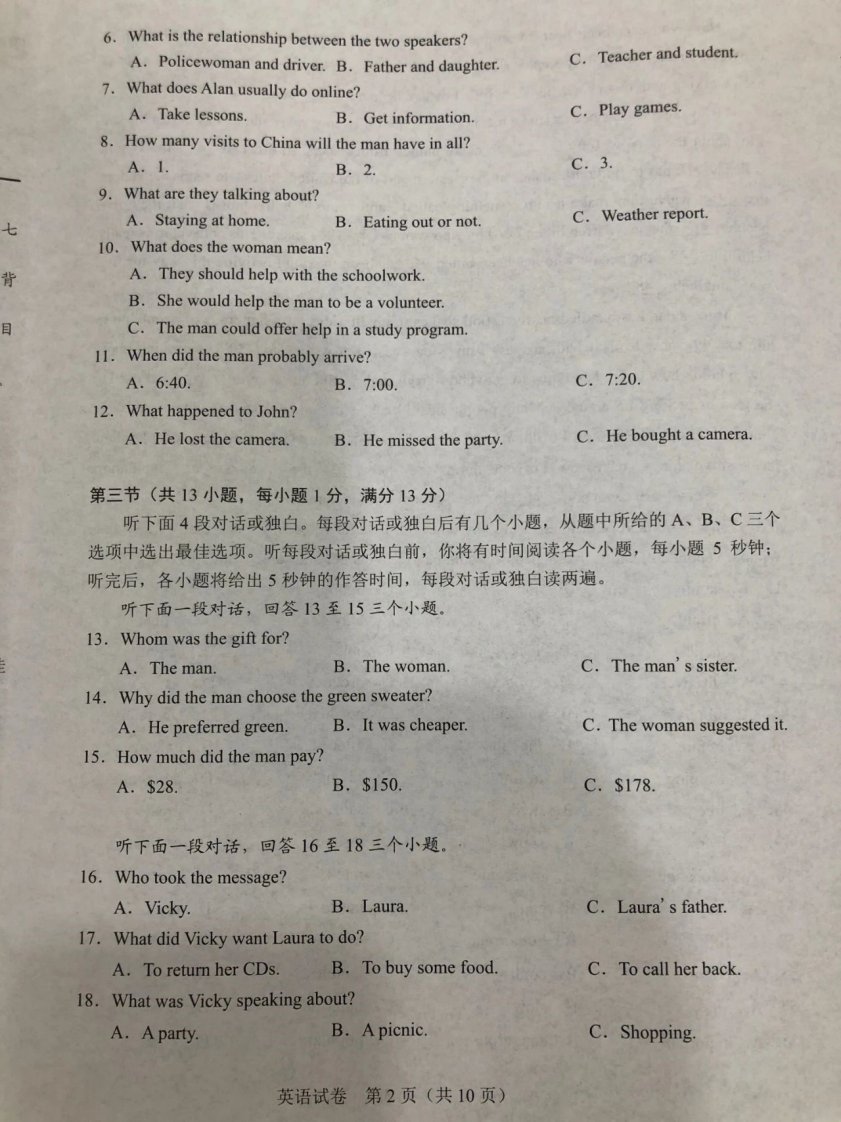 6. What is the relationship between the two speakers?
A. Policewoman and driver. B. Father and daughter. C. Teacher and student.
7. What does Alan usually do online?
A. Take lessons. B. Get information. C. Play games.
8. How many visits to China will the man have in all?
A. 1. B. 2. C. 3.
9. What are they talking about?
A. Staying at home. B. Eating out or not. C. Weather report.
10. What does the woman mean?
A. They should help with the schoolwork.
B. She would help the man to be a volunteer.
C. The man could offer help in a study program.
11. When did the man probably arrive?
A. 6:40. B. 7:00. C. 7:20.
12. What happened to John?
A. He lost the camera. B. He missed the party. C. He bought a camera.
第三节（共 13 小题，每小题 1 分，满分 13 分）
听下面 4 段对话或独白。每段对话或独白后有几个小题，从题中所给的 A、B、C 三个
选项中选出最佳选项。听每段对话或独白前，你将有时间阅读各个小题，每小题 5 秒钟；
听完后，各小题将给出 5 秒钟的作答时间，每段对话或独白读两遍。
听下面一段对话，回答 13 至 15 三个小题。
13. Whom was the gift for?
A. The man. B. The woman. C. The man's sister.
14. Why did the man choose the green sweater?
A. He preferred green. B. It was cheaper. C. The woman suggested it.
15. How much did the man pay?
A. $28. B. $150. C. $178.
听下面一段对话，回答 16 至 18 三个小题。
16. Who took the message?
A. Vicky. B. Laura. C. Laura's father.
17. What did Vicky want Laura to do?
A. To return her CDs. B. To buy some food. C. To call her back.
18. What was Vicky speaking about?
A. A party. B. A picnic. C. Shopping.
英语试卷 第 2 页（共 10 页）
七
背
目